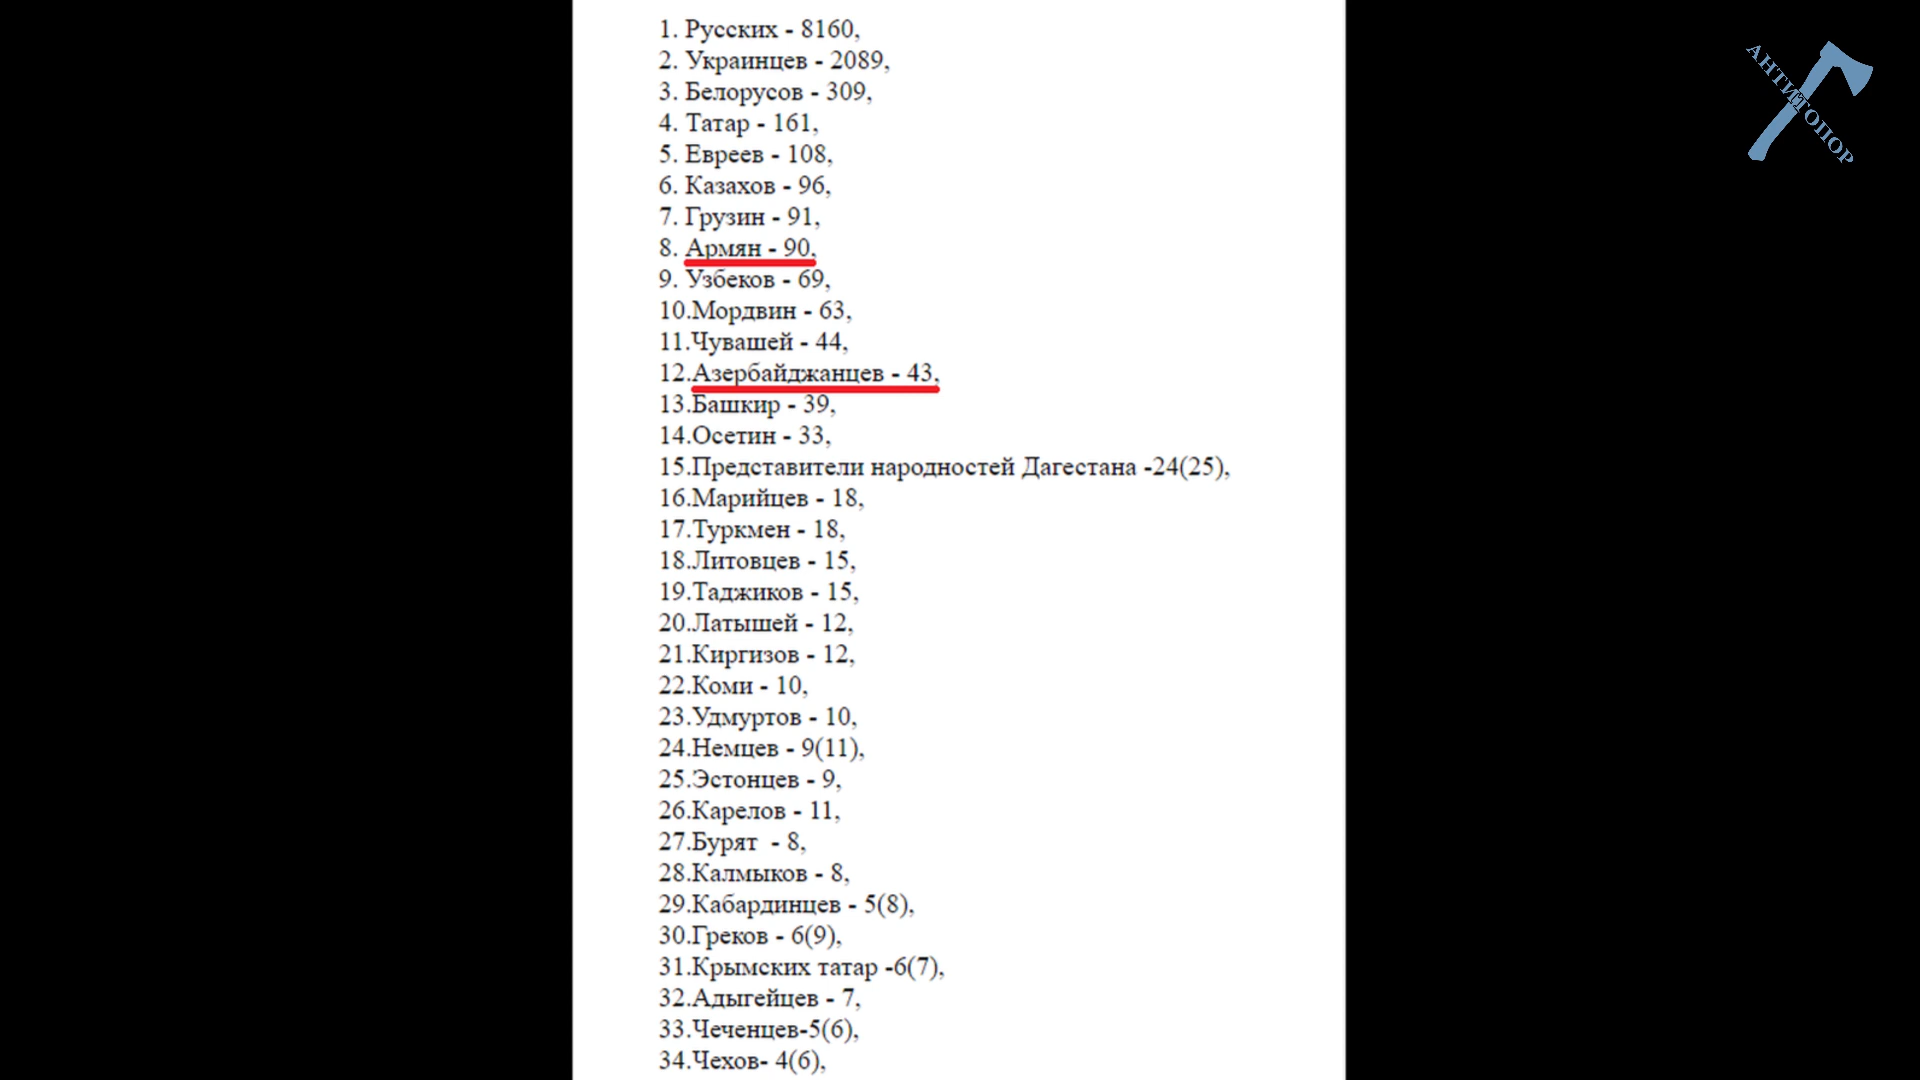 1. Русских - 8160,
2. Украинцев - 2089,
3. Белорусов - 309,
4. Татар - 161,
5. Евреев - 108,
6. Казахов - 96,
7. Грузин - 91,
8. Армян - 90,
9. Узбеков - 69,
10.Мордвин - 63,
11.Чувашей - 44,
12.Азербайджанцев - 43,
13.Башкир - 39,
14.Осетин - 33,
15.Представители народностей Дагестана -24(25),
16.Марийцев - 18,
17.Туркмен - 18,
18.Литовцев - 15,
19.Таджиков - 15,
20.Латышей - 12,
21.Киргизов - 12,
22.Коми - 10,
23.Удмуртов - 10,
24.Немцев - 9(11),
25.Эстонцев - 9,
26.Карелов - 11,
27.Бурят  - 8,
28.Калмыков - 8,
29.Кабардинцев - 5(8),
30.Греков - 6(9),
31.Крымских татар -6(7),
32.Адыгейцев - 7,
33.Чеченцев-5(6),
34.Чехов- 4(6),
АНТИТОПОР